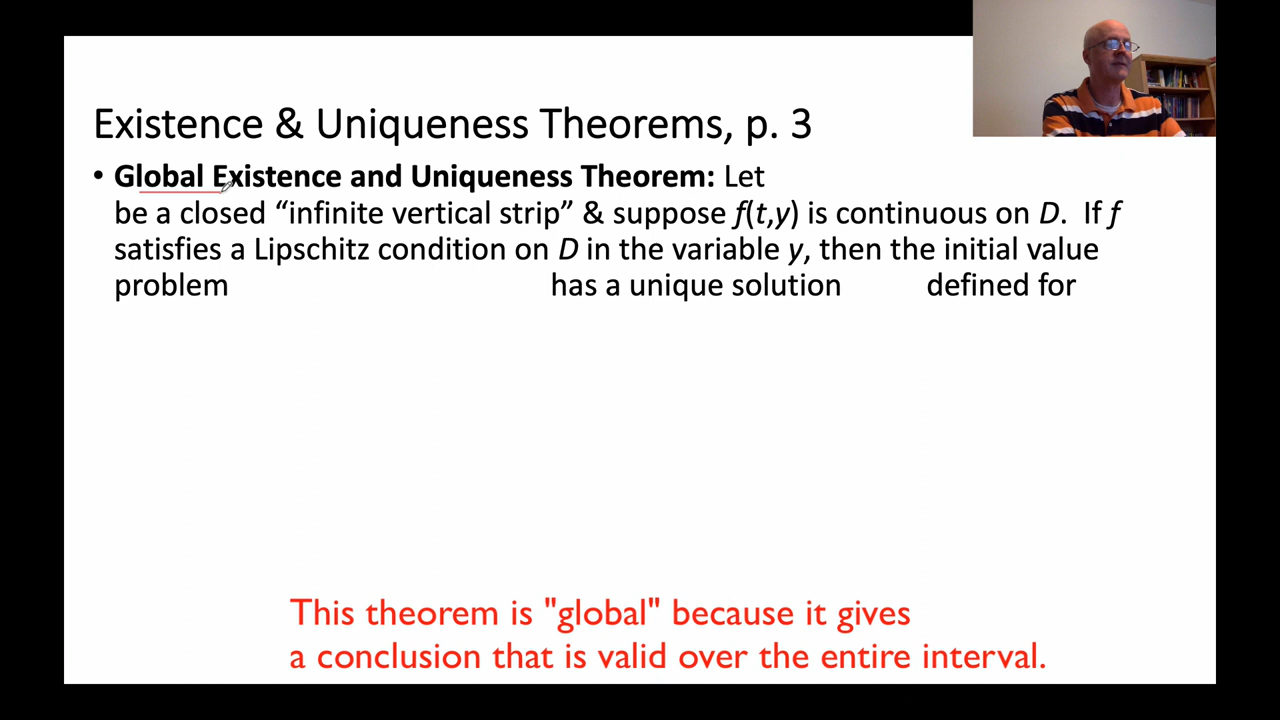 Existence & Uniqueness Theorems, p. 3
• Global Existence and Uniqueness Theorem: Let
be a closed “infinite vertical strip” & suppose f(t,y) is continuous on D. If f
satisfies a Lipschitz condition on D in the variable y, then the initial value
problem has a unique solution defined for
This theorem is "global" because it gives
a conclusion that is valid over the entire interval.